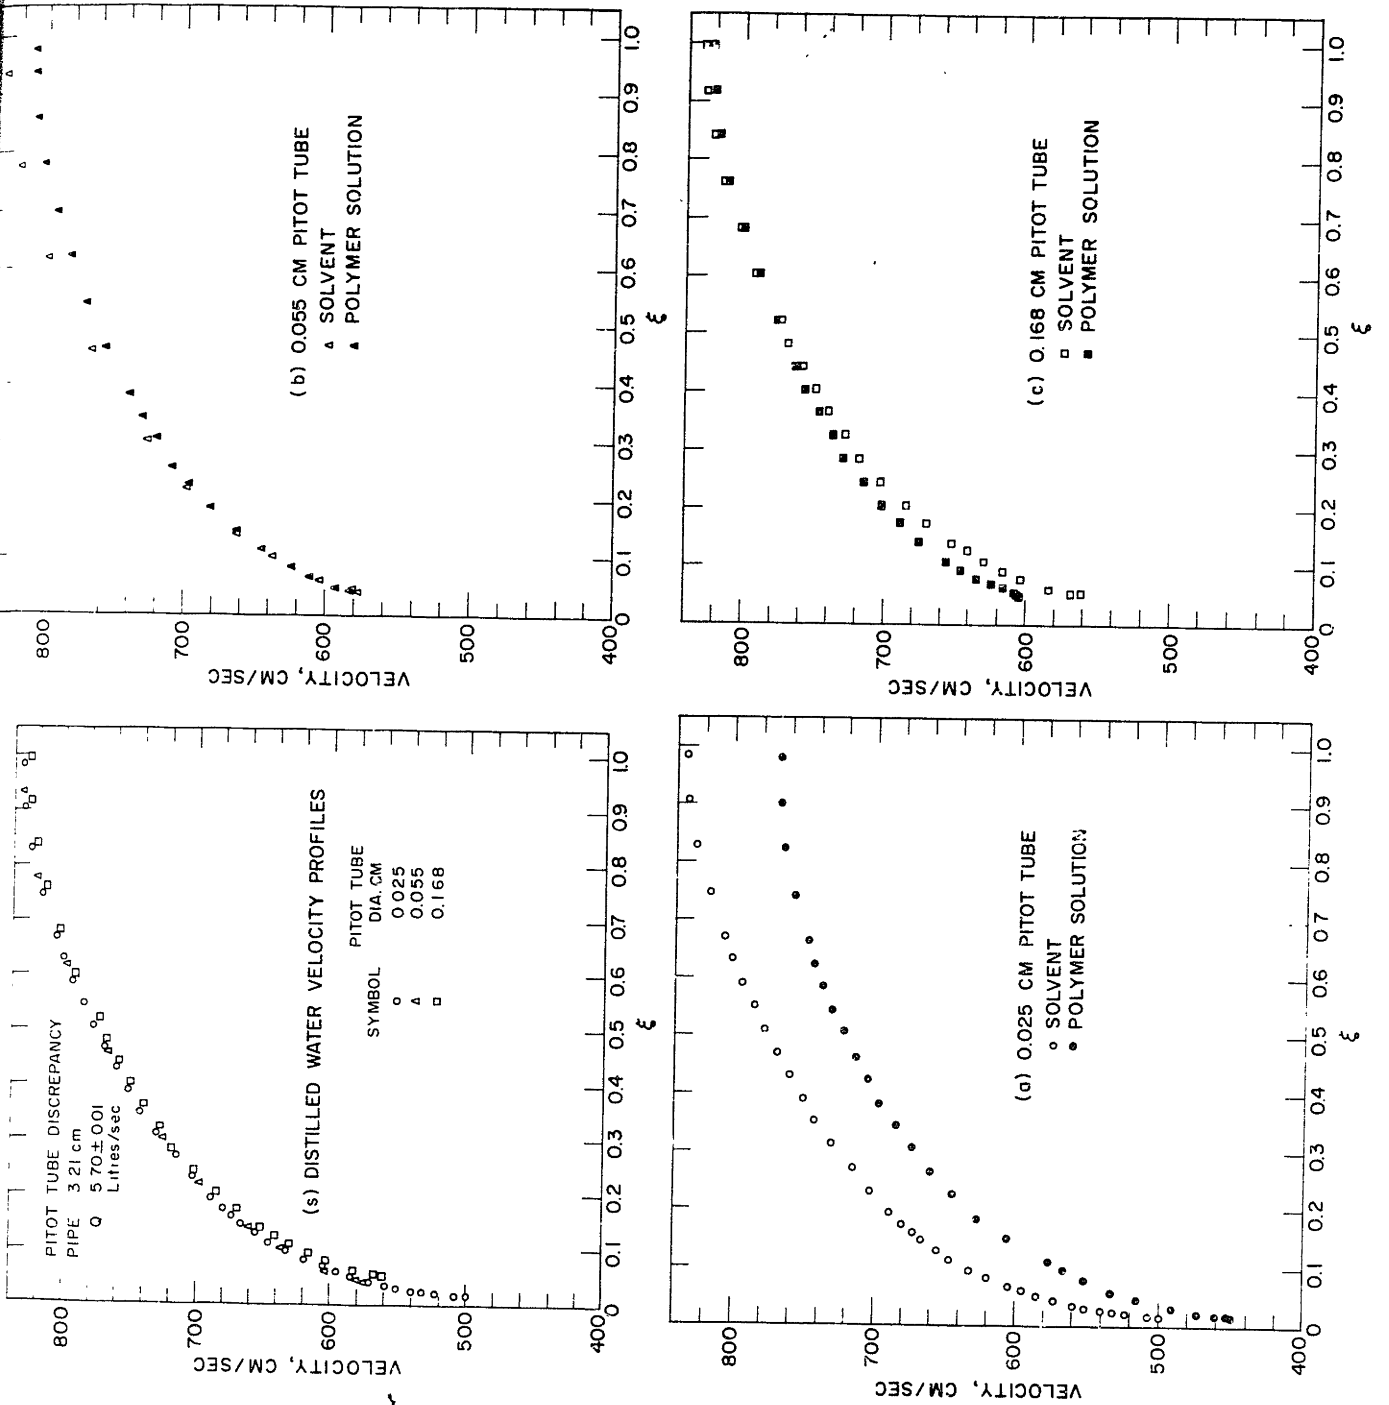 PITOT TUBE DISCREPANCY
PIPE 3 21 cm
Q 5 70±001
Litres/sec
(s) DISTILLED WATER VELOCITY PROFILES
SYMBOL PITOT TUBE
DIA. CM
0 025
0.055
0.168
VELOCITY, CM/SEC
800
700
600
500
400
0 0.1 0.2 0.3 0.4 0.5 0.6 0.7 0.8 0.9 1.0
ξ
(b) 0.055 CM PITOT TUBE
SOLVENT
POLYMER SOLUTION
VELOCITY, CM/SEC
800
700
600
500
400
0 0.1 0.2 0.3 0.4 0.5 0.6 0.7 0.8 0.9 1.0
ξ
(a) 0.025 CM PITOT TUBE
SOLVENT
POLYMER SOLUTION
VELOCITY, CM/SEC
800
700
600
500
400
0 0.1 0.2 0.3 0.4 0.5 0.6 0.7 0.8 0.9 1.0
ξ
(c) 0.168 CM PITOT TUBE
SOLVENT
POLYMER SOLUTION
VELOCITY, CM/SEC
800
700
600
500
400
0 0.1 0.2 0.3 0.4 0.5 0.6 0.7 0.8 0.9 1.0
ξ